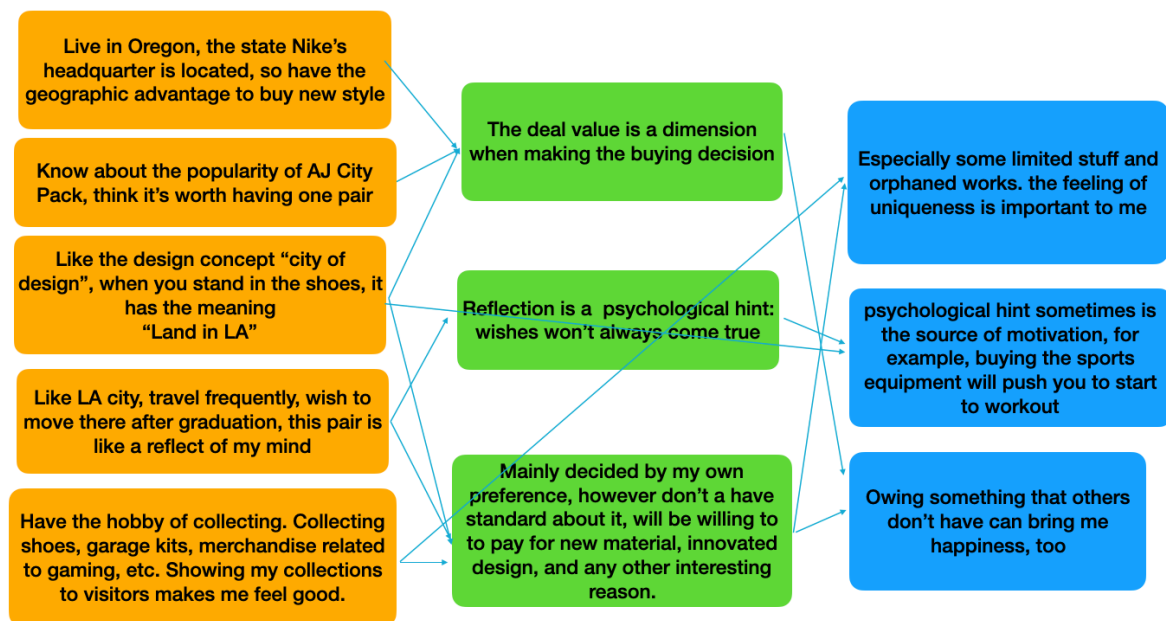 Live in Oregon, the state Nike’s
headquarter is located, so have the
geographic advantage to buy new style
Know about the popularity of AJ City
Pack, think it’s worth having one pair
Like the design concept “city of
design”, when you stand in the shoes, it
has the meaning
“Land in LA”
Like LA city, travel frequently, wish to
move there after graduation, this pair is
like a reflect of my mind
Have the hobby of collecting. Collecting
shoes, garage kits, merchandise related
to gaming, etc. Showing my collections
to visitors makes me feel good.
The deal value is a dimension
when making the buying decision
Reflection is a psychological hint:
wishes won’t always come true
Mainly decided by my own
preference, however don’t a have
standard about it, will be willing to
to pay for new material, innovated
design, and any other interesting
reason.
Especially some limited stuff and
orphaned works. the feeling of
uniqueness is important to me
psychological hint sometimes is
the source of motivation, for
example, buying the sports
equipment will push you to start
to workout
Owing something that others
don’t have can bring me
happiness, too